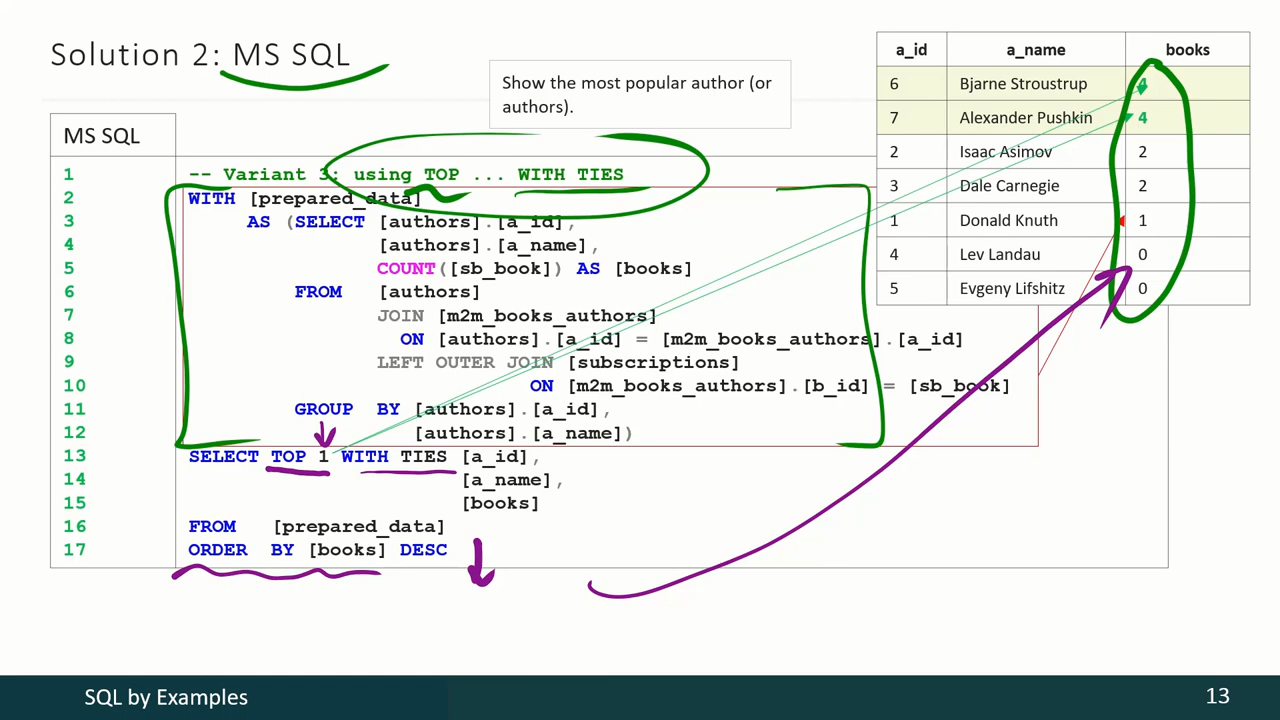 Solution 2: MS SQL
Show the most popular author (or
authors).
a_id a_name books
6 Bjarne Stroustrup 4
7 Alexander Pushkin 4
2 Isaac Asimov 2
3 Dale Carnegie 2
1 Donald Knuth 1
4 Lev Landau 0
5 Evgeny Lifshitz 0
MS SQL
1 -- Variant 3: using TOP ... WITH TIES
2 WITH [prepared_data]
3 AS (SELECT [authors].[a_id],
4 [authors].[a_name],
5 COUNT([sb_book]) AS [books]
6 FROM [authors]
7 JOIN [m2m_books_authors]
8 ON [authors].[a_id] = [m2m_books_authors].[a_id]
9 LEFT OUTER JOIN [subscriptions]
10 ON [m2m_books_authors].[b_id] = [sb_book]
11 GROUP BY [authors].[a_id],
12 [authors].[a_name])
13 SELECT TOP 1 WITH TIES [a_id],
14 [a_name],
15 [books]
16 FROM [prepared_data]
17 ORDER BY [books] DESC
SQL by Examples
13